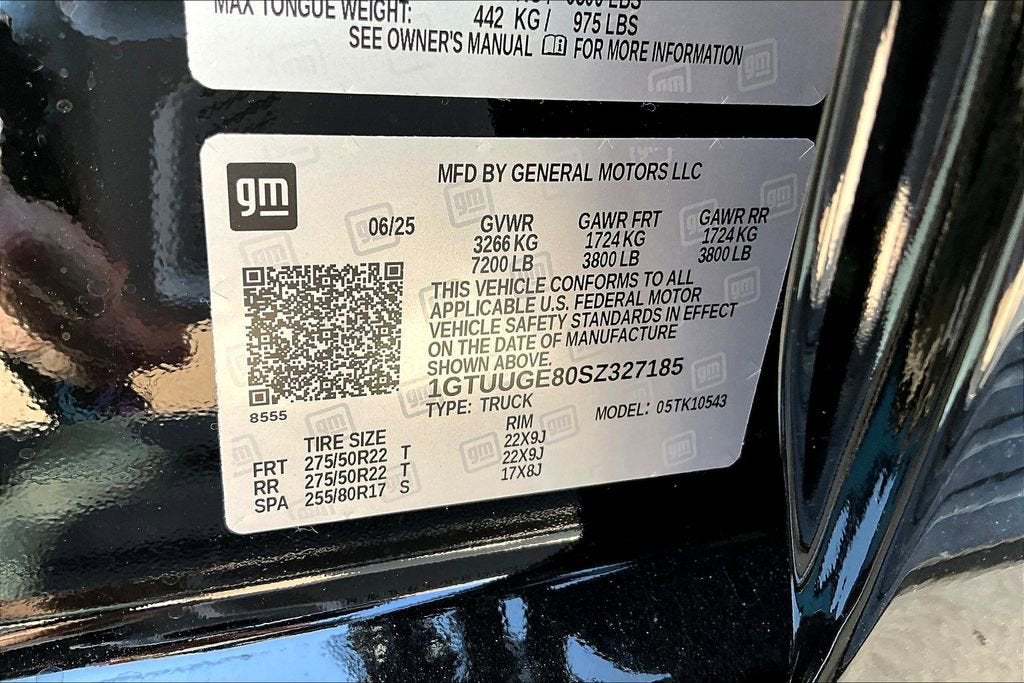 MAX TONGUE WEIGHT: 442 KG/ 975 LBS
SEE OWNER'S MANUAL FOR MORE INFORMATION
gm
MFD BY GENERAL MOTORS LLC
06/25 GVWR GAWR FRT GAWR RR
3266 KG 1724 KG 1724 KG
7200 LB 3800 LB 3800 LB
THIS VEHICLE CONFORMS TO ALL
APPLICABLE U.S. FEDERAL MOTOR
VEHICLE SAFETY STANDARDS IN EFFECT
ON THE DATE OF MANUFACTURE
SHOWN ABOVE.
1GTUUGE80SZ327185
TYPE: TRUCK MODEL: 05TK10543
8555
TIRE SIZE RIM
FRT 275/50R22 T 22X9J
RR 275/50R22 T 22X9J
SPA 255/80R17 S 17X8J